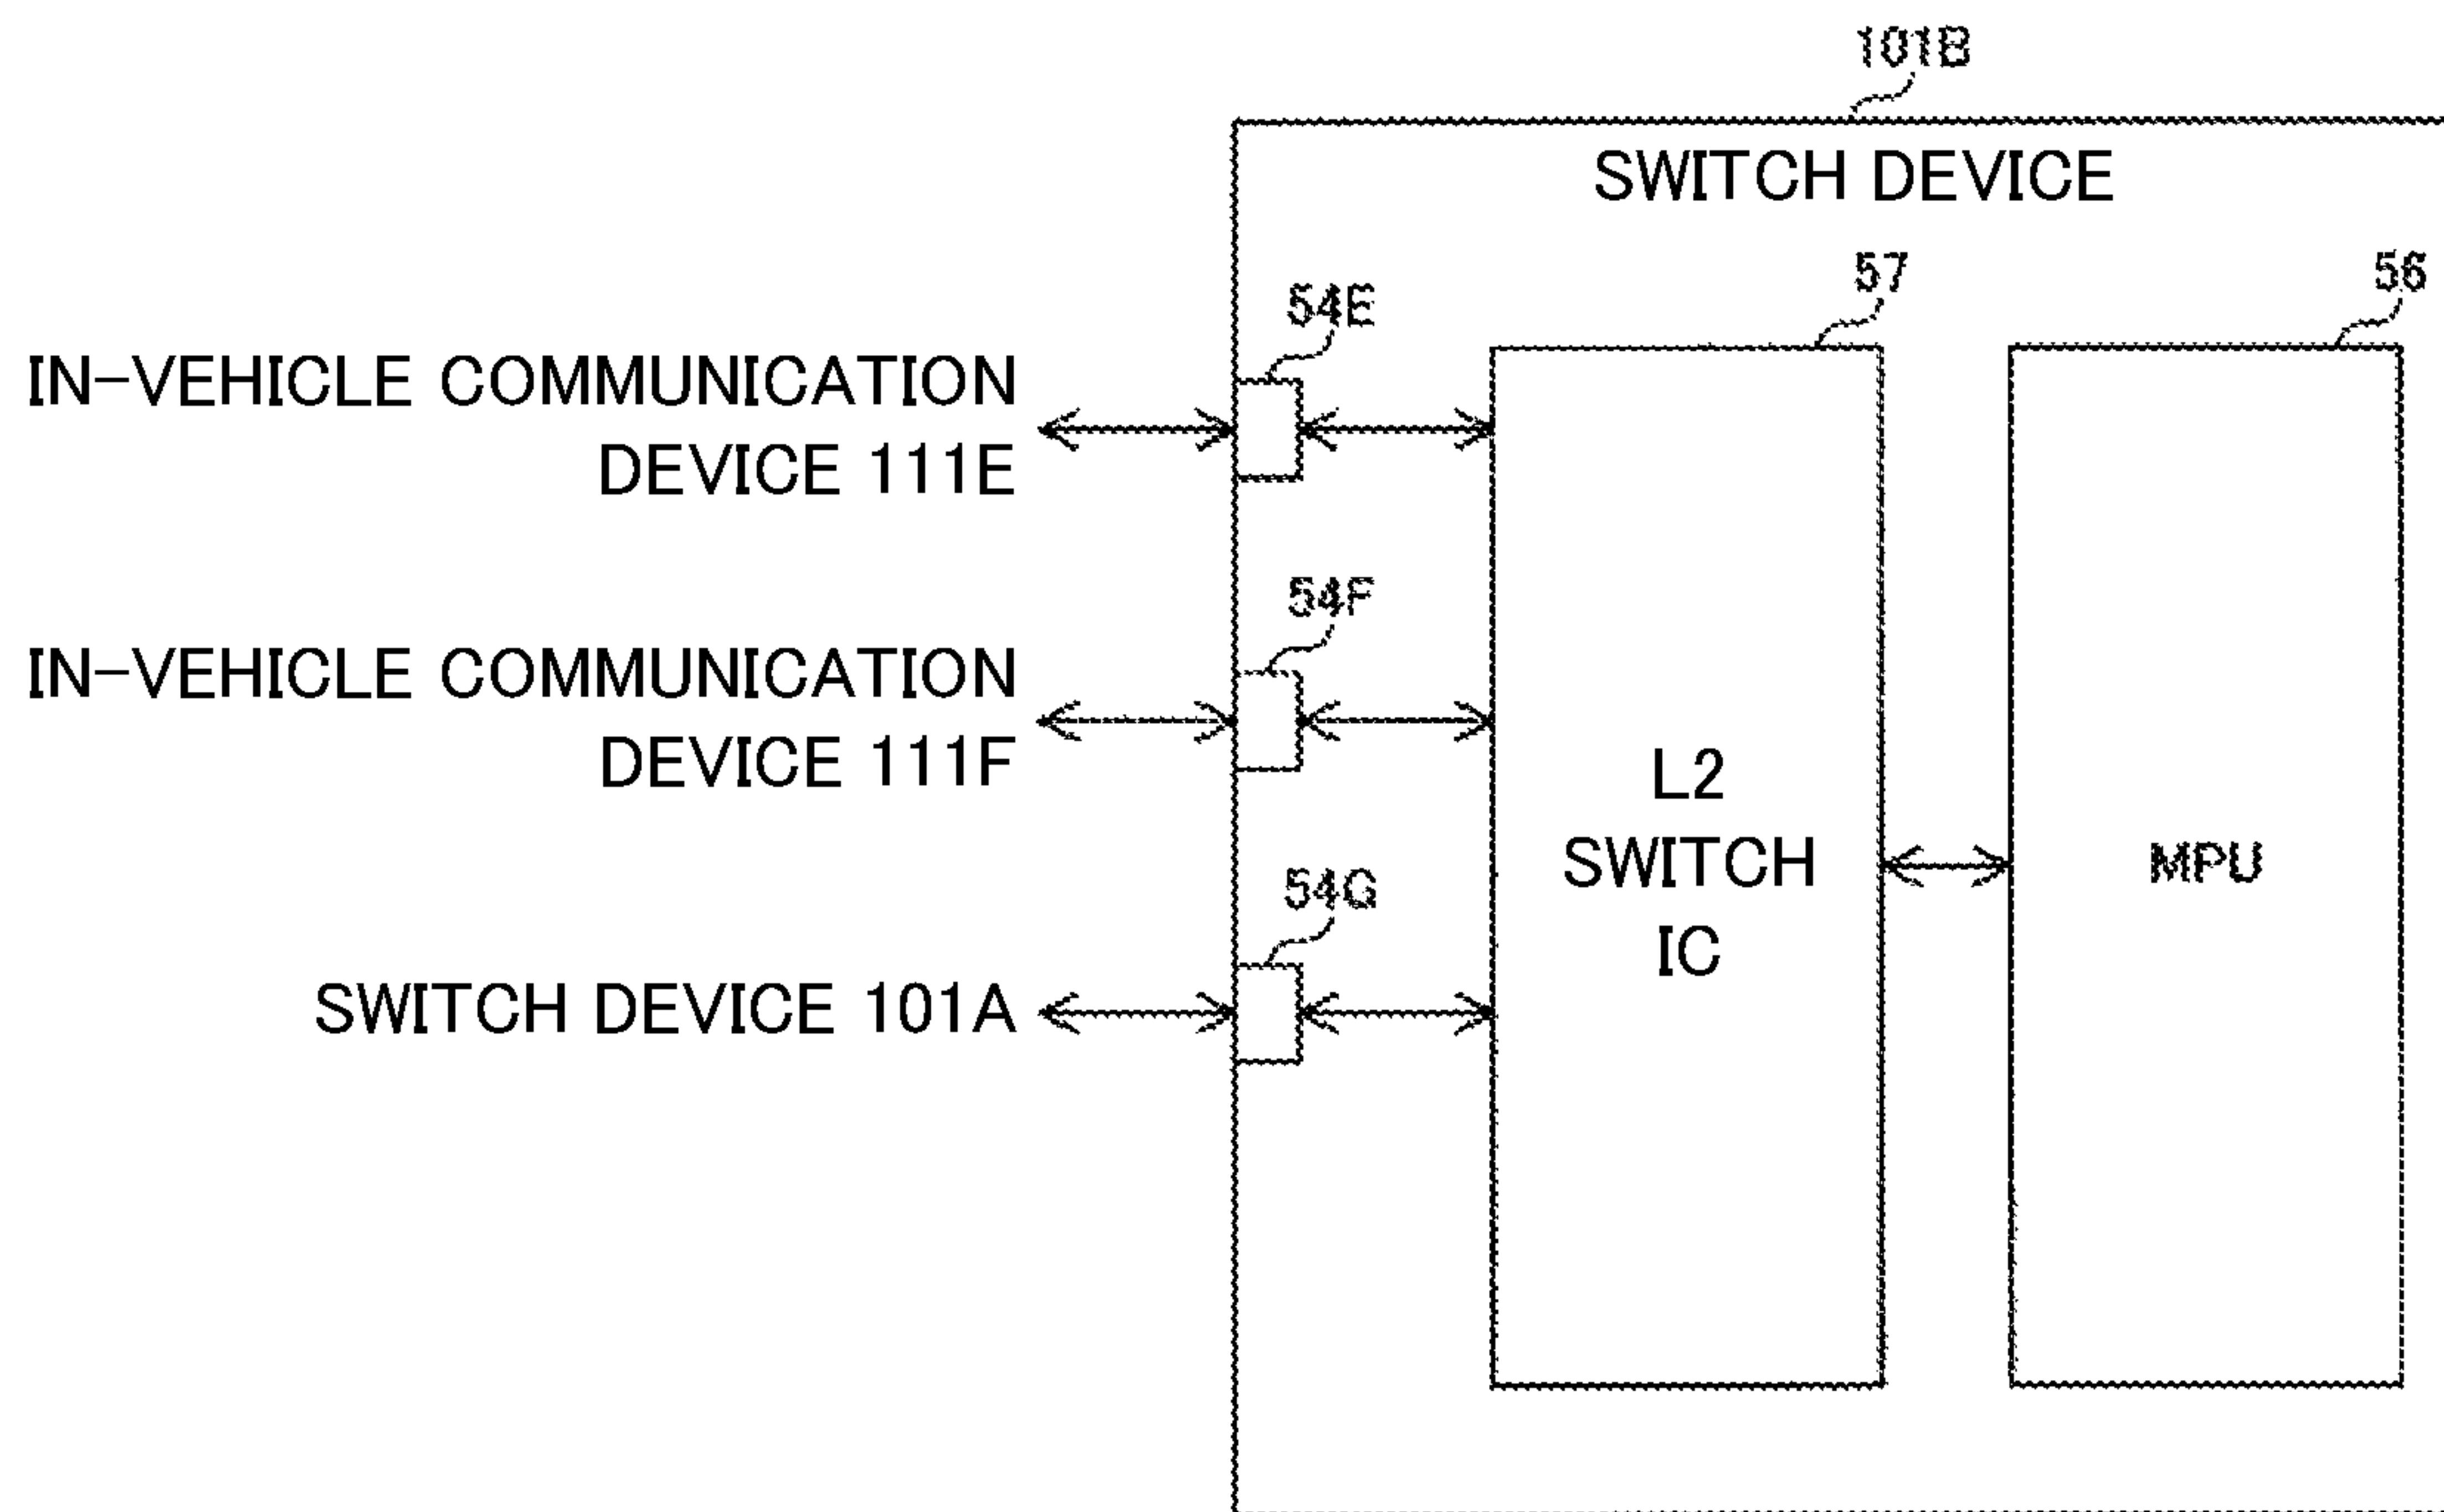 101B
SWITCH DEVICE
57
56
54E
IN-VEHICLE COMMUNICATION
DEVICE 111E
54F
IN-VEHICLE COMMUNICATION
DEVICE 111F
L2
SWITCH
IC
MPU
54G
SWITCH DEVICE 101A